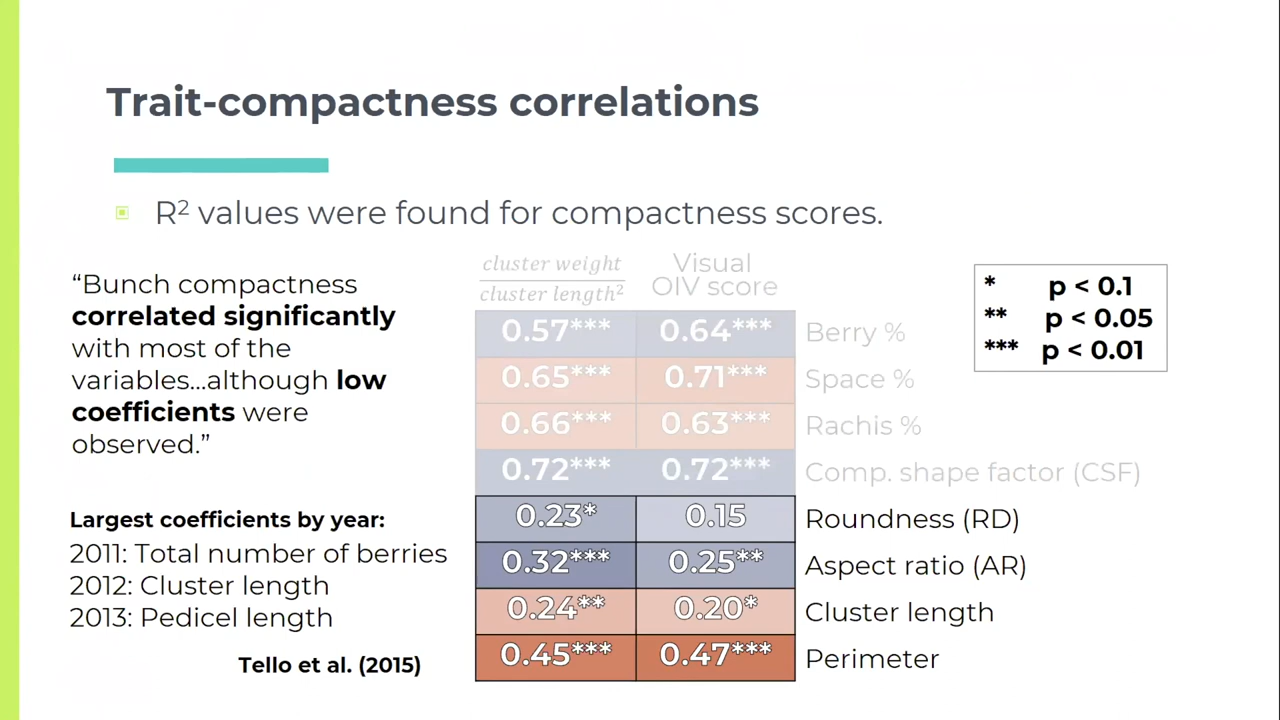 Trait-compactness correlations
R² values were found for compactness scores.
“Bunch compactness
correlated significantly
with most of the
variables...although low
coefficients were
observed.”
Largest coefficients by year:
2011: Total number of berries
2012: Cluster length
2013: Pedicel length
Tello et al. (2015)
cluster weight
cluster length²
Visual
OIV score
0.57*** 0.64*** Berry %
0.65*** 0.71*** Space %
0.66*** 0.63*** Rachis %
0.72*** 0.72*** Comp. shape factor (CSF)
0.23* 0.15 Roundness (RD)
0.32*** 0.25** Aspect ratio (AR)
0.24** 0.20* Cluster length
0.45*** 0.47*** Perimeter
* p < 0.1
** p < 0.05
*** p < 0.01